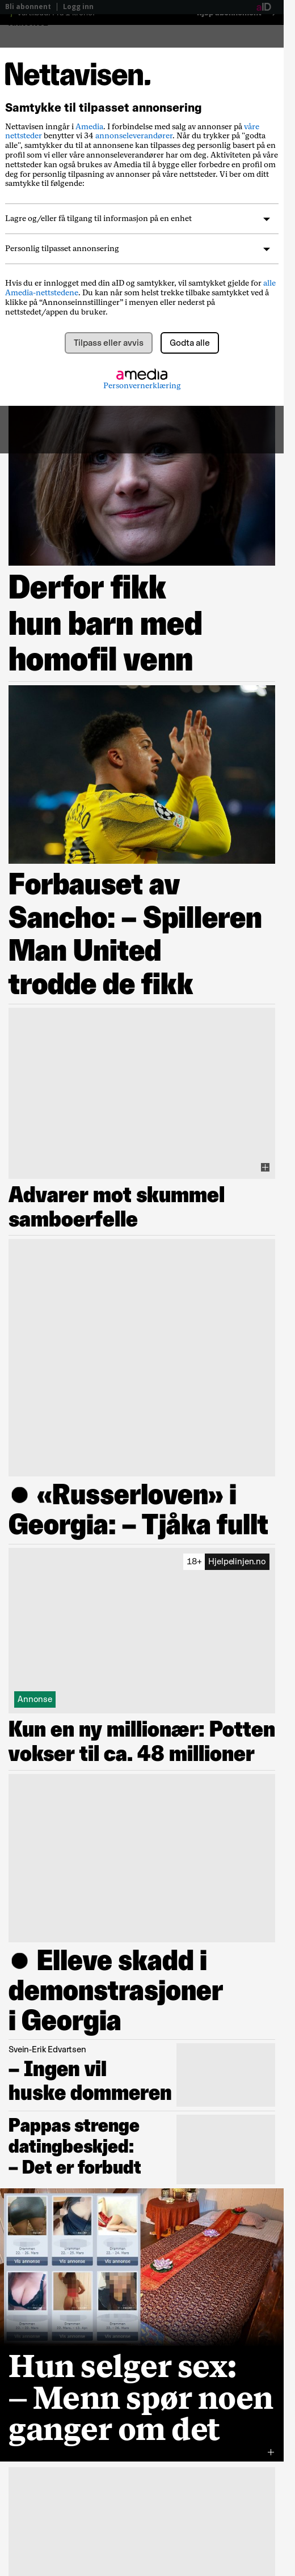 Bli abonnent | Logg inn
aID
Nettavisen.
Samtykke til tilpasset annonsering
Nettavisen inngår i Amedia. I forbindelse med salg av annonser på våre
nettsteder benytter vi 34 annonseleverandører. Når du trykker på "godta
alle", samtykker du til at annonsene kan tilpasses deg personlig basert på en
profil som vi eller våre annonseleverandører har om deg. Aktiviteten på våre
nettsteder kan også brukes av Amedia til å bygge eller forbedre en profil om
deg til personlig tilpasning av annonser på våre nettsteder. Vi ber om ditt
samtykke til følgende:
Lagre og/eller få tilgang til informasjon på en enhet
Personlig tilpasset annonsering
Hvis du er innlogget med din aID og samtykker, vil samtykket gjelde for alle
Amedia-nettstedene. Du kan når som helst trekke tilbake samtykket ved å
klikke på “Annonseinnstillinger” i menyen eller nederst på
nettstedet/appen du bruker.
Tilpass eller avvis
Godta alle
amedia
Personvernerklæring
Derfor fikk
hun barn med
homofil venn
Forbauset av
Sancho: – Spilleren
Man United
trodde de fikk
Advarer mot skummel
samboerfelle
● «Russerloven» i
Georgia: – Tjåka fullt
18+ Hjelpelinjen.no
Annonse
Kun en ny millionær: Potten
vokser til ca. 48 millioner
● Elleve skadd i
demonstrasjoner
i Georgia
Svein-Erik Edvartsen
– Ingen vil
huske dommeren
Pappas strenge
datingbeskjed:
– Det er forbudt
Vis annonse Vis annonse Vis annonse
Hun selger sex:
– Menn spør noen
ganger om det